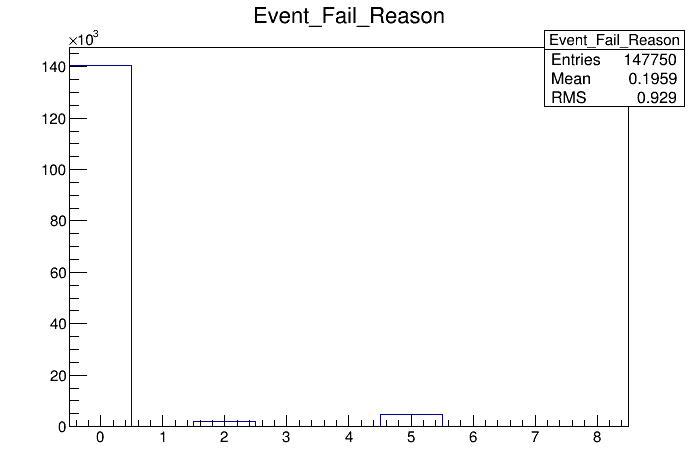 Event_Fail_Reason
×10³
Event_Fail_Reason
Entries 147750
Mean 0.1959
RMS 0.929
140
120
100
80
60
40
20
0
0 1 2 3 4 5 6 7 8